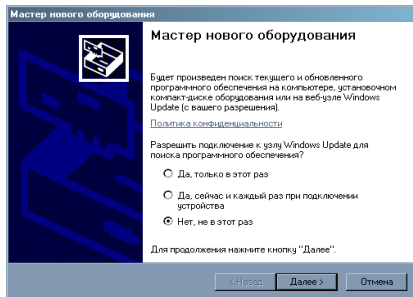 Мастер нового оборудования
Мастер нового оборудования
Будет произведен поиск текущего и обновленного
программного обеспечения на компьютере, установочном
компакт-диске оборудования или на веб-узле Windows
Update (с вашего разрешения).
Политика конфиденциальности
Разрешить подключение к узлу Windows Update для
поиска программного обеспечения?
Да, только в этот раз
Да, сейчас и каждый раз при подключении
устройства
Нет, не в этот раз
Для продолжения нажмите кнопку "Далее".
< Назад
Далее >
Отмена